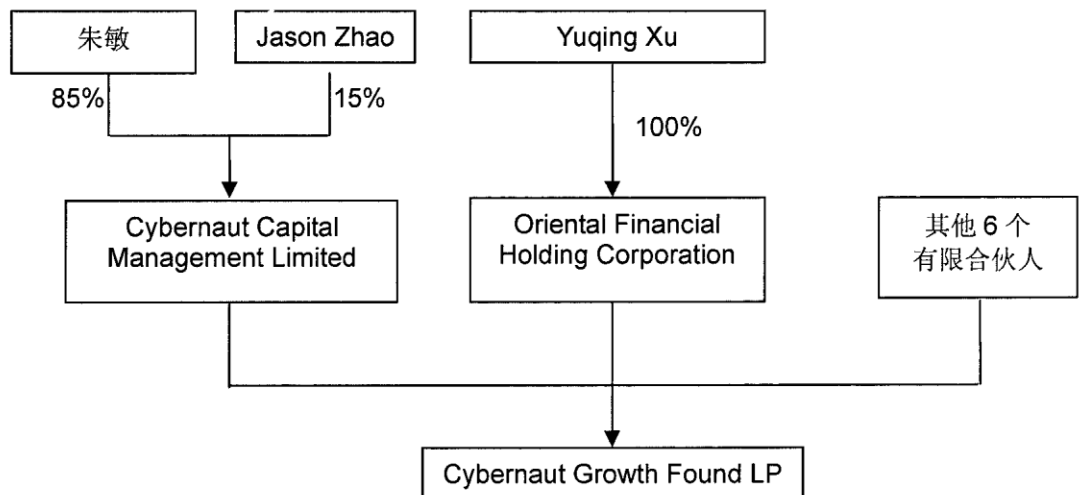 朱敏
Jason Zhao
Yuqing Xu
85%
15%
100%
Cybernaut Capital
Management Limited
Oriental Financial
Holding Corporation
其他 6 个
有限合伙人
Cybernaut Growth Found LP